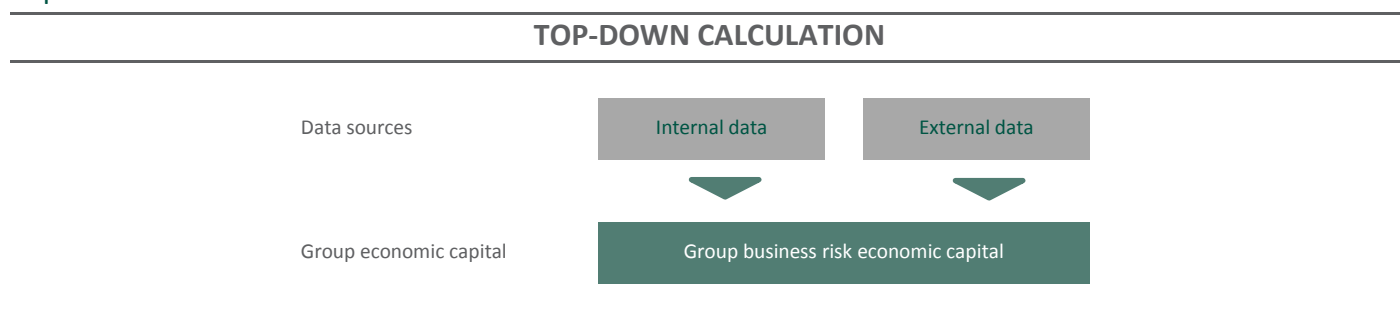 TOP-DOWN CALCULATION
Data sources
Internal data
External data
Group economic capital
Group business risk economic capital